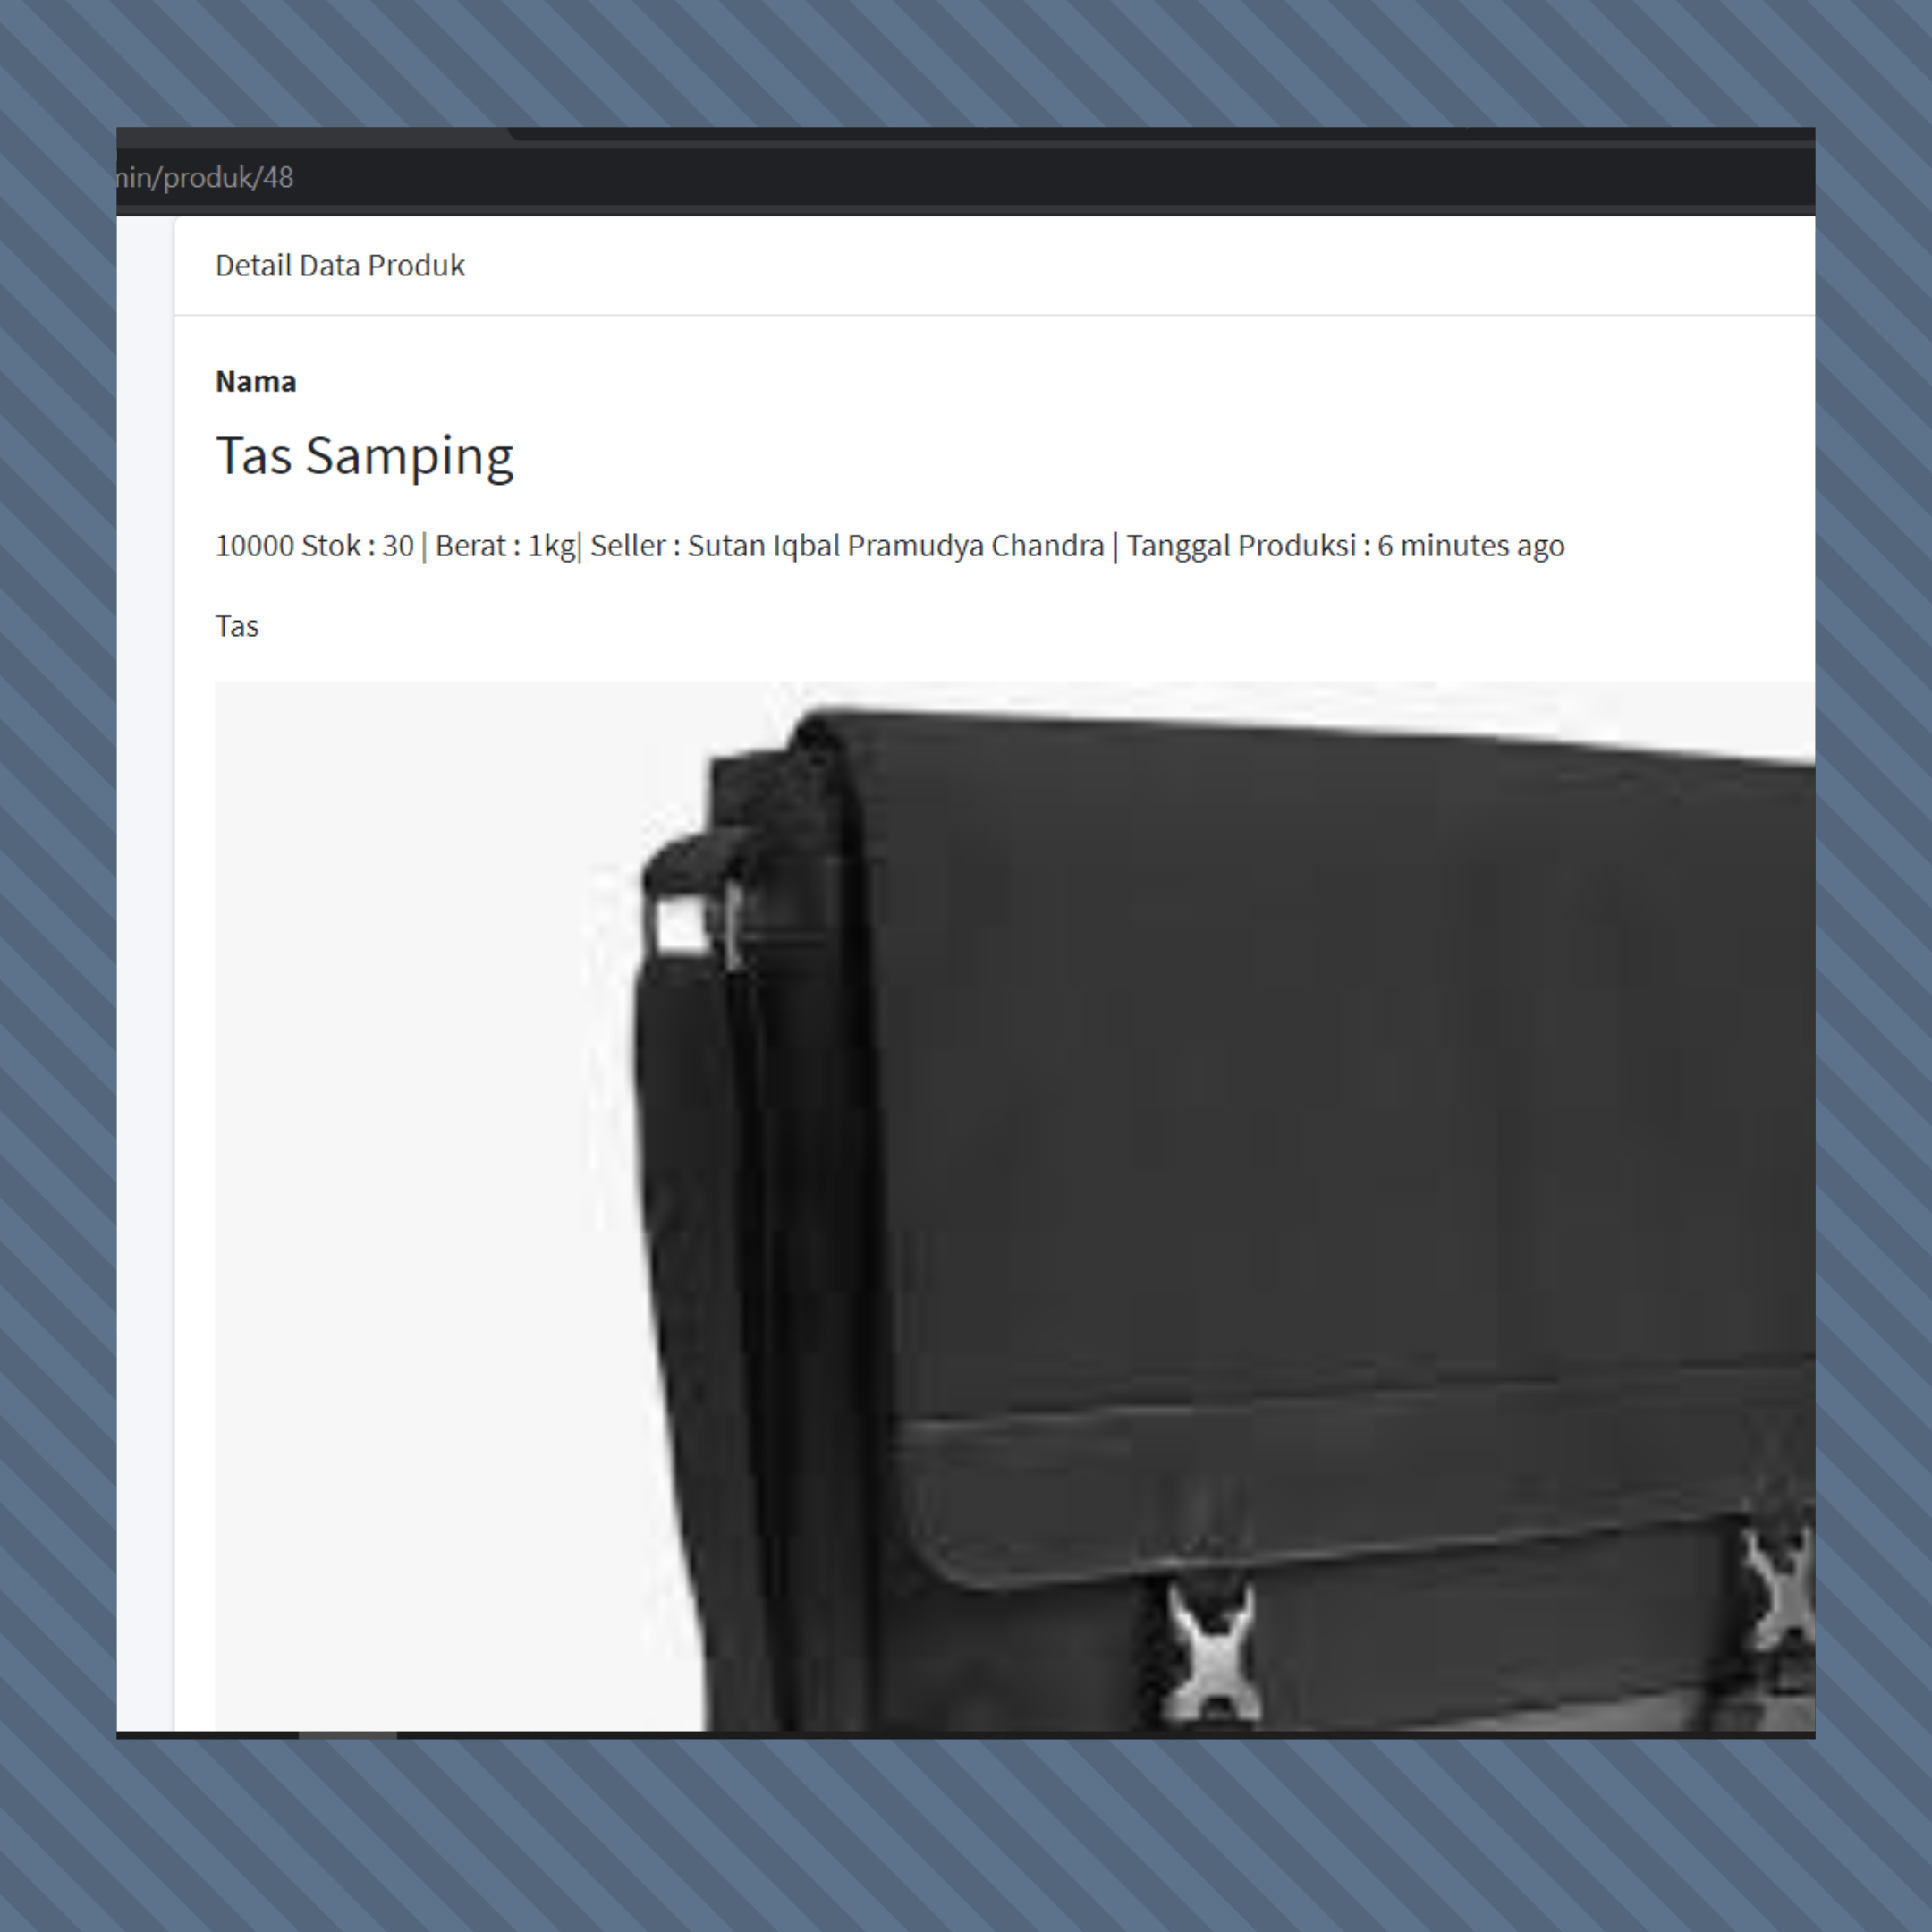 min/produk/48
Detail Data Produk
Nama
Tas Samping
10000 Stok : 30 | Berat : 1kg| Seller : Sutan Iqbal Pramudya Chandra | Tanggal Produksi : 6 minutes ago
Tas